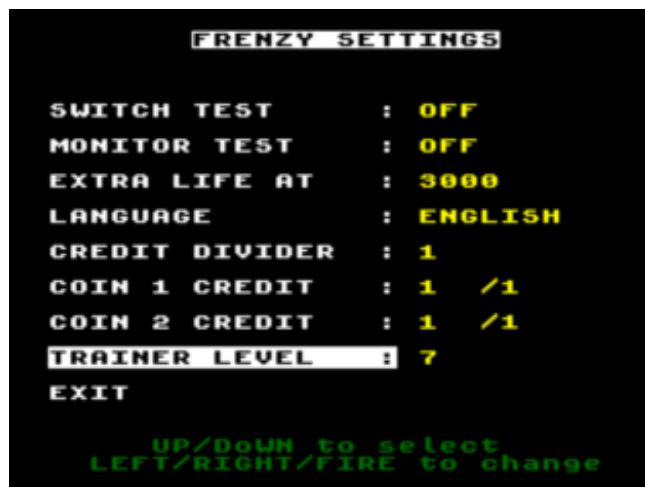 FRENZY SETTINGS
SWITCH TEST : OFF
MONITOR TEST : OFF
EXTRA LIFE AT : 3000
LANGUAGE : ENGLISH
CREDIT DIVIDER : 1
COIN 1 CREDIT : 1 /1
COIN 2 CREDIT : 1 /1
TRAINER LEVEL : 7
EXIT
UP/DoWN to select
LEFT/RIGHT/FIRE to change